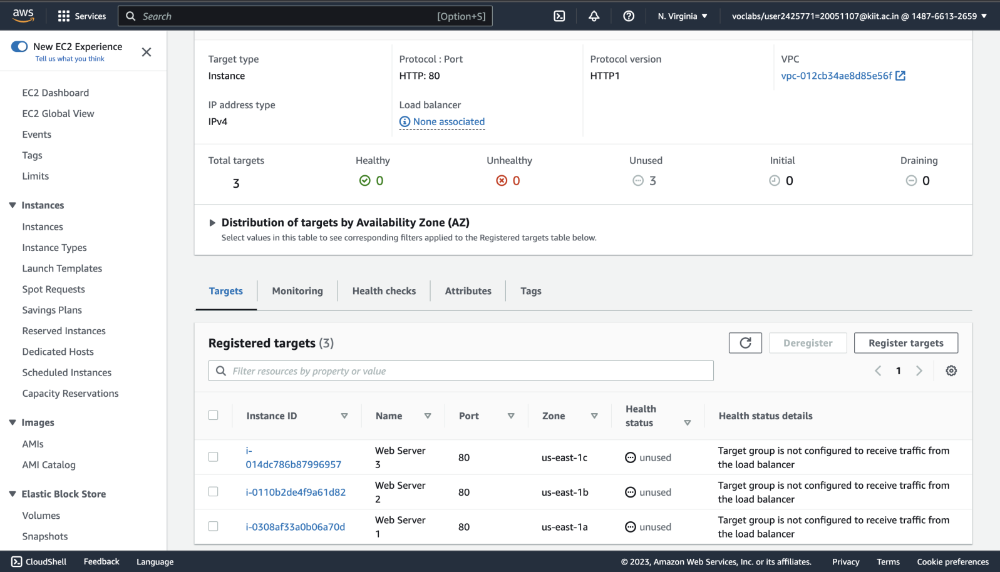 aws
Services
Search
[Option+S]
N. Virginia
voclabs/user2425771=20051107@kiit.ac.in @ 1487-6613-2659
New EC2 Experience
Tell us what you think
EC2 Dashboard
EC2 Global View
Events
Tags
Limits
Instances
Instances
Instance Types
Launch Templates
Spot Requests
Savings Plans
Reserved Instances
Dedicated Hosts
Scheduled Instances
Capacity Reservations
Images
AMIs
AMI Catalog
Elastic Block Store
Volumes
Snapshots
Target type
Instance
Protocol : Port
HTTP: 80
Protocol version
HTTP1
VPC
vpc-012cb34ae8d85e56f
IP address type
IPv4
Load balancer
None associated
Total targets
3
Healthy
0
Unhealthy
0
Unused
3
Initial
0
Draining
0
Distribution of targets by Availability Zone (AZ)
Select values in this table to see corresponding filters applied to the Registered targets table below.
Targets
Monitoring
Health checks
Attributes
Tags
Registered targets (3)
Deregister
Register targets
Filter resources by property or value
1
Instance ID
Name
Port
Zone
Health
status
Health status details
i-
014dc786b87996957
Web Server
3
80
us-east-1c
unused
Target group is not configured to receive traffic from
the load balancer
i-0110b2de4f9a61d82
Web Server
2
80
us-east-1b
unused
Target group is not configured to receive traffic from
the load balancer
i-0308af33a0b06a70d
Web Server
1
80
us-east-1a
unused
Target group is not configured to receive traffic from
the load balancer
CloudShell
Feedback
Language
© 2023, Amazon Web Services, Inc. or its affiliates.
Privacy
Terms
Cookie preferences